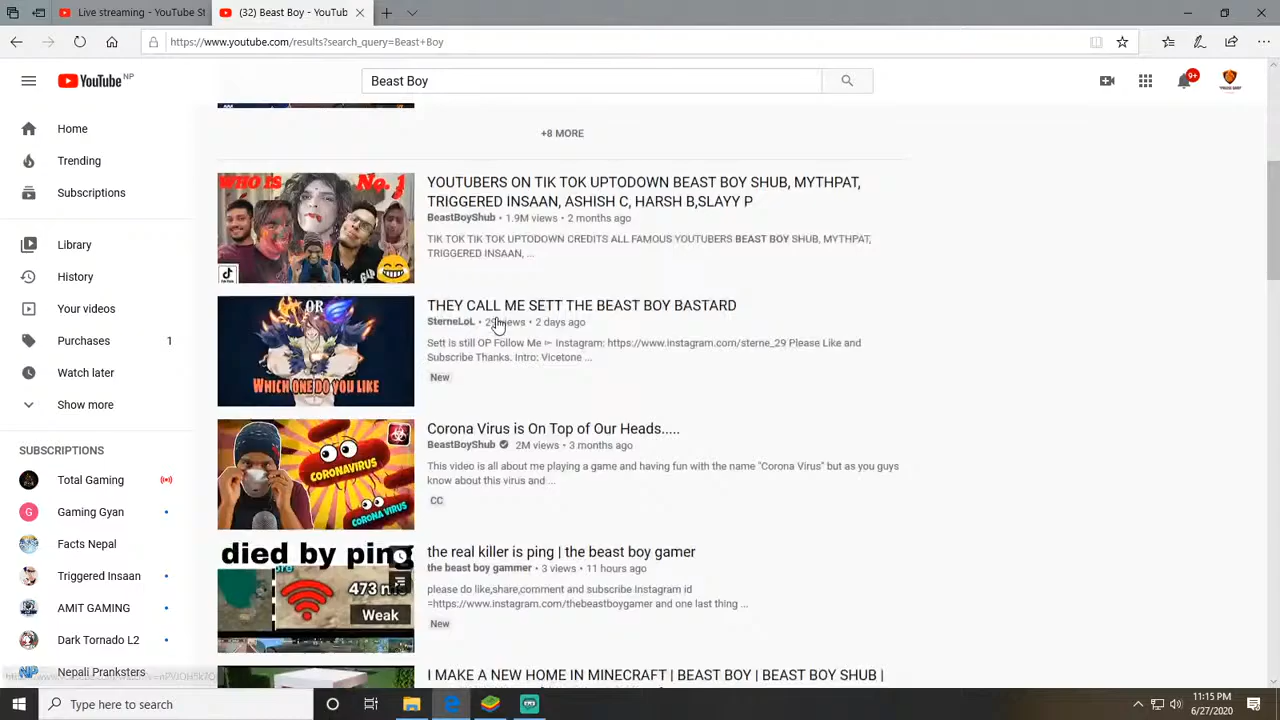 Live streaming - YouTube St
(32) Beast Boy - YouTub
https://www.youtube.com/results?search_query=Beast+Boy
YouTube NP
Beast Boy
9+
Home
Trending
Subscriptions
Library
History
Your videos
Purchases 1
Watch later
Show more
SUBSCRIPTIONS
Total Gaming
Gaming Gyan
Facts Nepal
Triggered Insaan
AMIT GAMING
Dark Tornado L2
Nepali Pranksters
+8 MORE
WHO IS No. 1
YOUTUBERS ON TIK TOK UPTODOWN BEAST BOY SHUB, MYTHPAT,
TRIGGERED INSAAN, ASHISH C, HARSH B,SLAYY P
BeastBoyShub • 1.9M views • 2 months ago
TIK TOK TIK TOK UPTODOWN CREDITS ALL FAMOUS YOUTUBERS BEAST BOY SHUB, MYTHPAT,
TRIGGERED INSAAN, ...
OR
WHICH ONE DO YOU LIKE
THEY CALL ME SETT THE BEAST BOY BASTARD
SterneLoL • views • 2 days ago
Sett is still OP Follow Me ► Instagram: https://www.instagram.com/sterne_29 Please Like and
Subscribe Thanks. Intro: Vicetone ...
New
CORONAVIRUS
CORONA VIRUS
Corona Virus is On Top of Our Heads.....
BeastBoyShub 2M views • 3 months ago
This video is all about me playing a game and having fun with the name "Corona Virus" but as you guys
know about this virus and ...
CC
died by ping
473 m
Weak
the real killer is ping | the beast boy gamer
the beast boy gammer • 3 views • 11 hours ago
please do like,share,comment and subscribe Instagram id
=https://www.instagram.com/thebeastboygamer and one last thing ...
New
I MAKE A NEW HOME IN MINECRAFT | BEAST BOY | BEAST BOY SHUB |
Type here to search
11:15 PM
6/27/2020